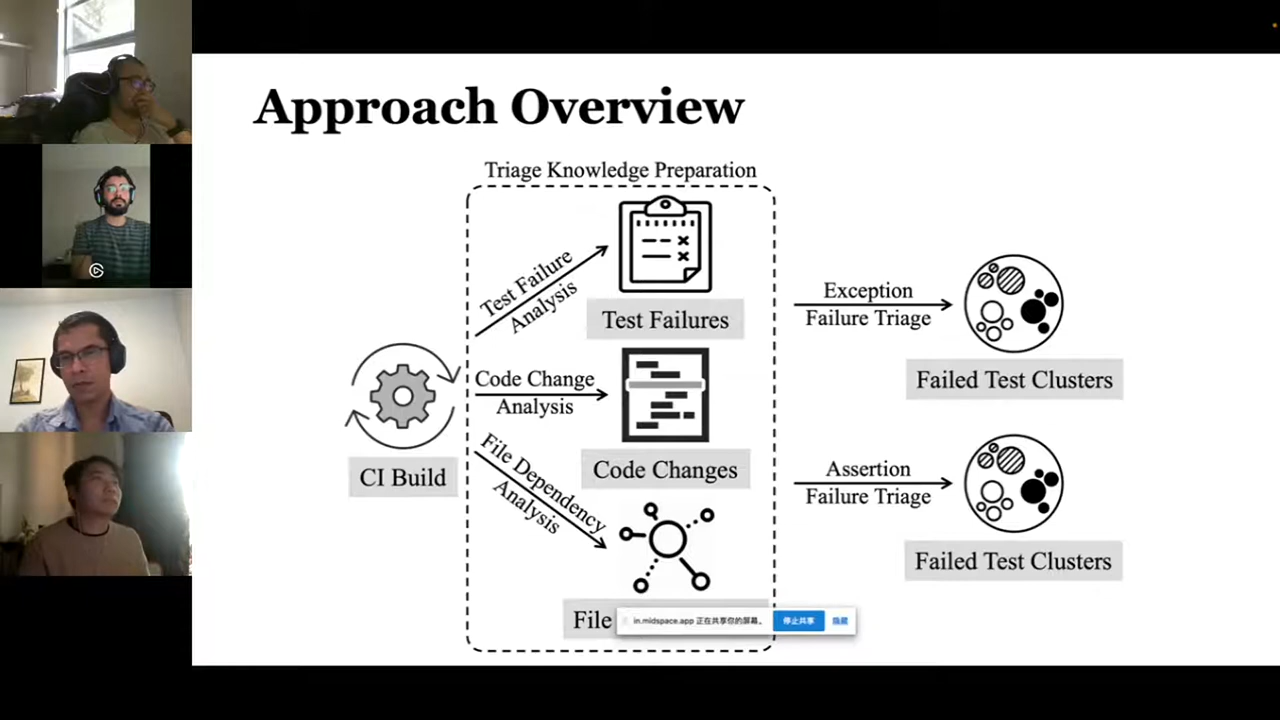 Approach Overview
Triage Knowledge Preparation
Test Failure
Analysis
Test Failures
Code Change
Analysis
CI Build
Code Changes
File Dependency
Analysis
File
in.midspace.app 正在共享你的屏幕。
停止共享
隐藏
Exception
Failure Triage
Failed Test Clusters
Assertion
Failure Triage
Failed Test Clusters